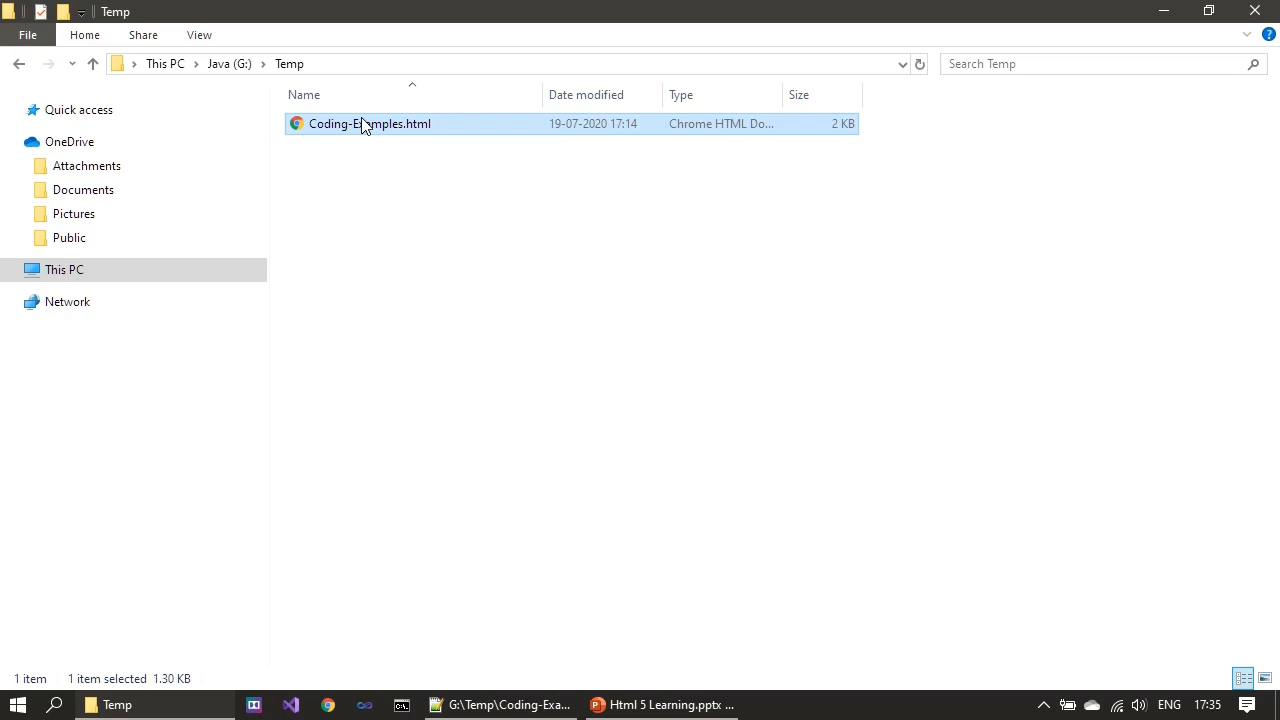 Temp
File Home Share View
This PC Java (G:) Temp Search Temp
Name Date modified Type Size
Quick access
Coding-Examples.html 19-07-2020 17:14 Chrome HTML Do... 2 KB
OneDrive
Attachments
Documents
Pictures
Public
This PC
Network
1 item 1 item selected 1.30 KB
Temp G:\Temp\Coding-Exa... Html 5 Learning.pptx ... ENG 17:35